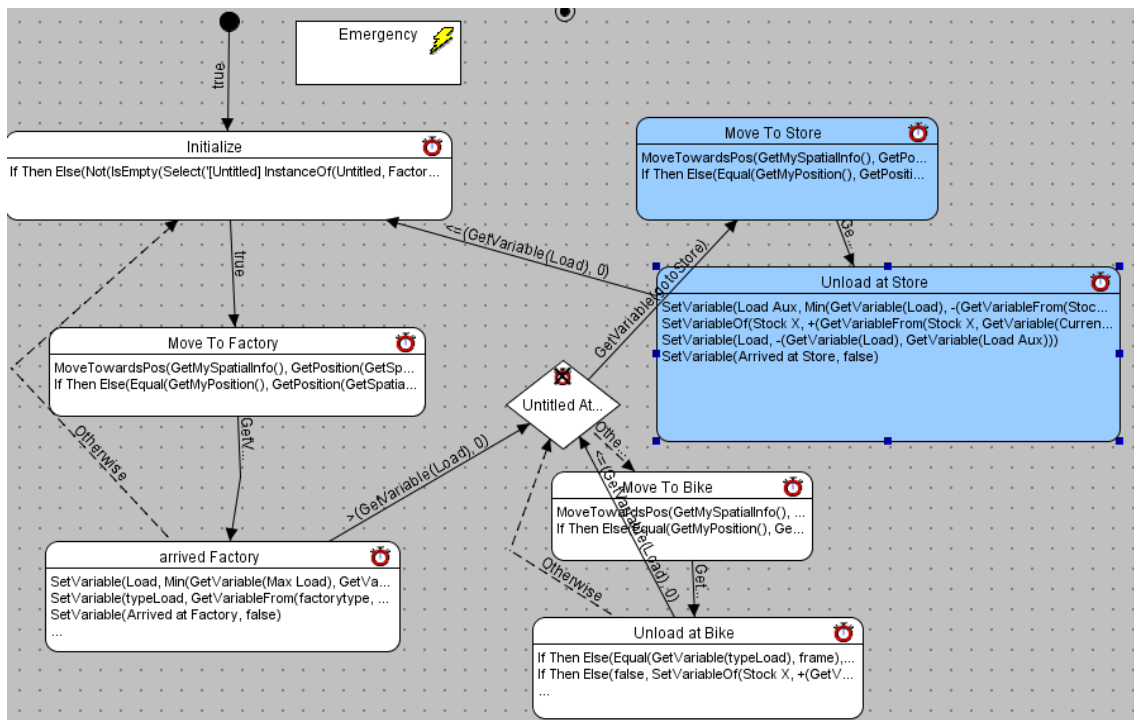 Emergency
true
Initialize
If Then Else(Not(IsEmpty(Select('[Untitled] InstanceOf(Untitled, Factor...
Move To Store
MoveTowardsPos(GetMySpatialInfo(), GetPo...
If Then Else(Equal(GetMyPosition(), GetPositi...
<=(GetVariable(Load), 0)
Ge...
true
GetVariable(gotoStore)
Unload at Store
SetVariable(Load Aux, Min(GetVariable(Load), -(GetVariableFrom(Stoc...
SetVariableOf(Stock X, +(GetVariableFrom(Stock X, GetVariable(Curren...
SetVariable(Load, -(GetVariable(Load), GetVariable(Load Aux)))
SetVariable(Arrived at Store, false)
Move To Factory
MoveTowardsPos(GetMySpatialInfo(), GetPosition(GetSp...
If Then Else(Equal(GetMyPosition(), GetPosition(GetSpatia...
Untitled At...
GetV...
Otherwise
>(GetVariable(Load), 0)
Othe...
<=(GetVariable(Load), 0)
Move To Bike
MoveTowardsPos(GetMySpatialInfo(), ...
If Then Else(Equal(GetMyPosition(), Ge...
arrived Factory
SetVariable(Load, Min(GetVariable(Max Load), GetVa...
SetVariable(typeLoad, GetVariableFrom(factorytype, ...
SetVariable(Arrived at Factory, false)
...
Otherwise
Get...
Unload at Bike
If Then Else(Equal(GetVariable(typeLoad), frame),...
If Then Else(false, SetVariableOf(Stock X, +(GetV...
...